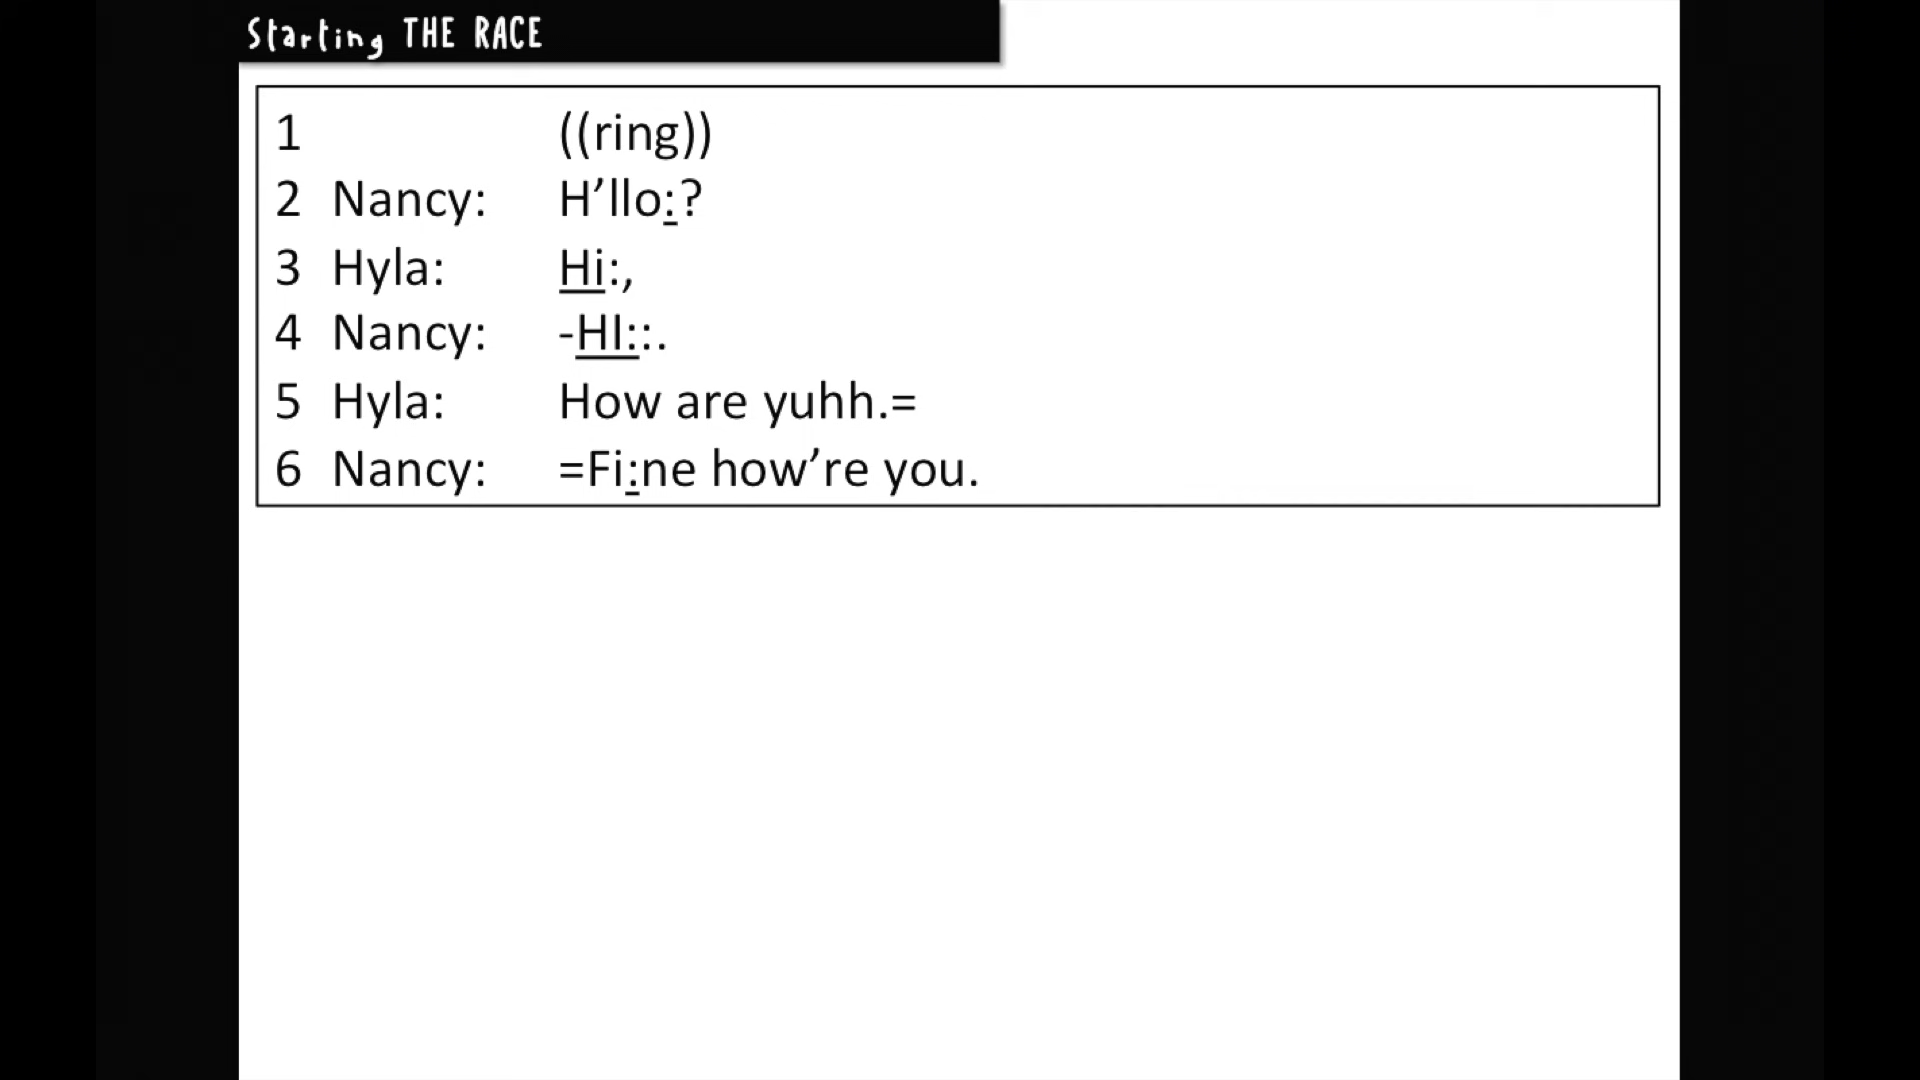 Starting THE RACE
1 ((ring))
2 Nancy: H’llo:?
3 Hyla: Hi:,
4 Nancy: -HI::.
5 Hyla: How are yuhh.=
6 Nancy: =Fi:ne how’re you.